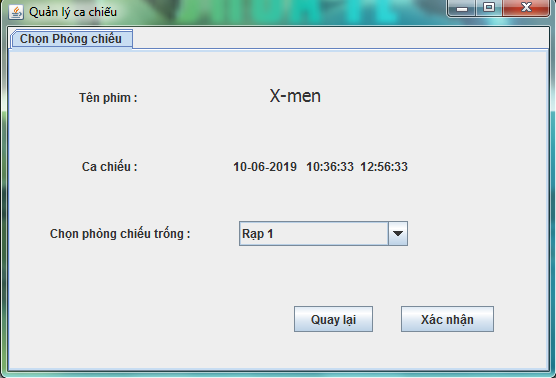 Quản lý ca chiếu
Chọn Phòng chiếu
Tên phim : X-men
Ca chiếu : 10-06-2019 10:36:33 12:56:33
Chọn phòng chiếu trống : Rạp 1
Quay lại Xác nhận